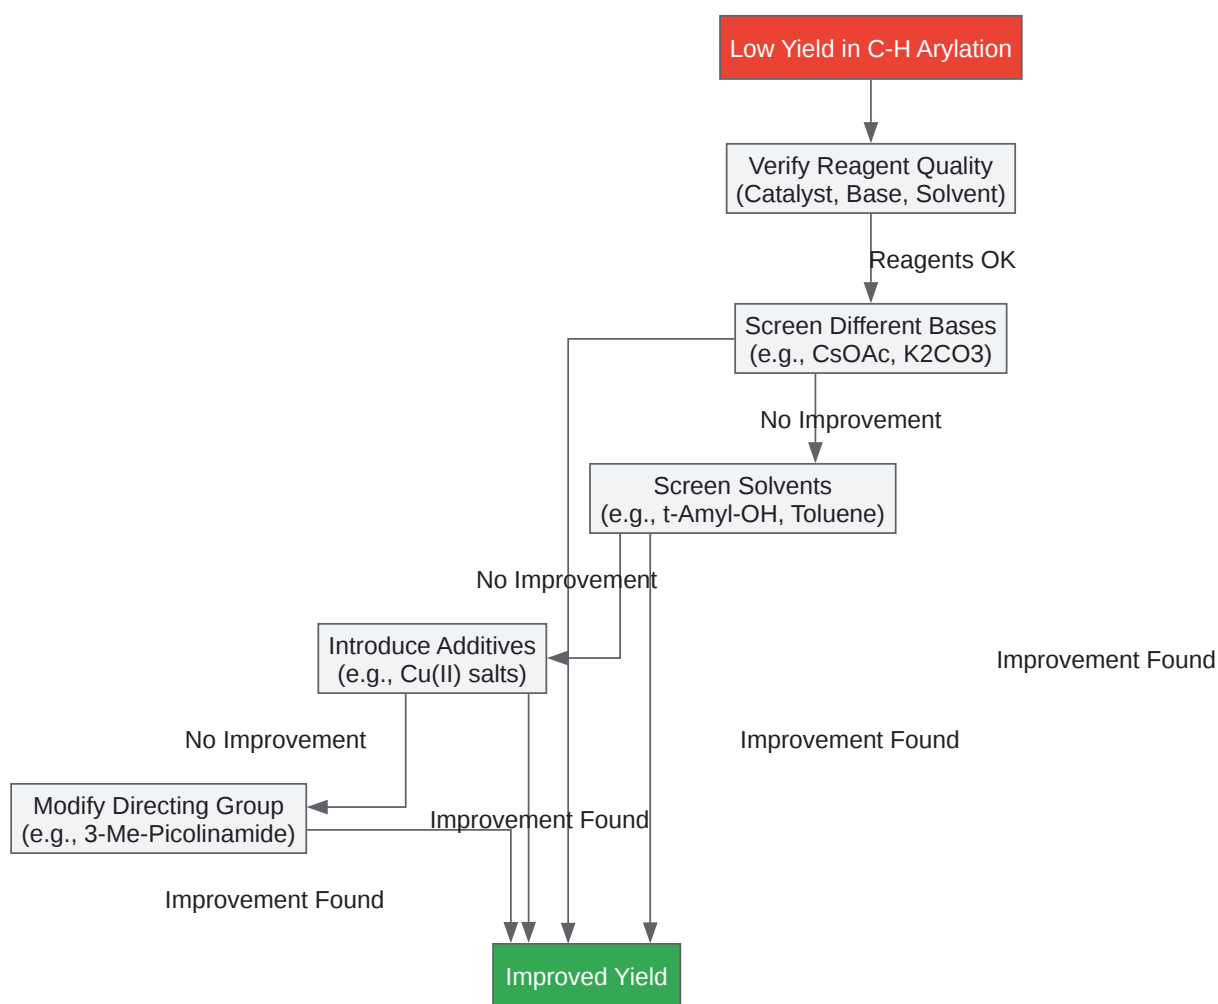 Low Yield in C-H Arylation
Verify Reagent Quality
(Catalyst, Base, Solvent)
Reagents OK
Screen Different Bases
(e.g., CsOAc, K2CO3)
No Improvement
Screen Solvents
(e.g., t-Amyl-OH, Toluene)
No Improvement
Introduce Additives
(e.g., Cu(II) salts)
Improvement Found
No Improvement
Improvement Found
Modify Directing Group
(e.g., 3-Me-Picolinamide)
Improvement Found
Improvement Found
Improved Yield